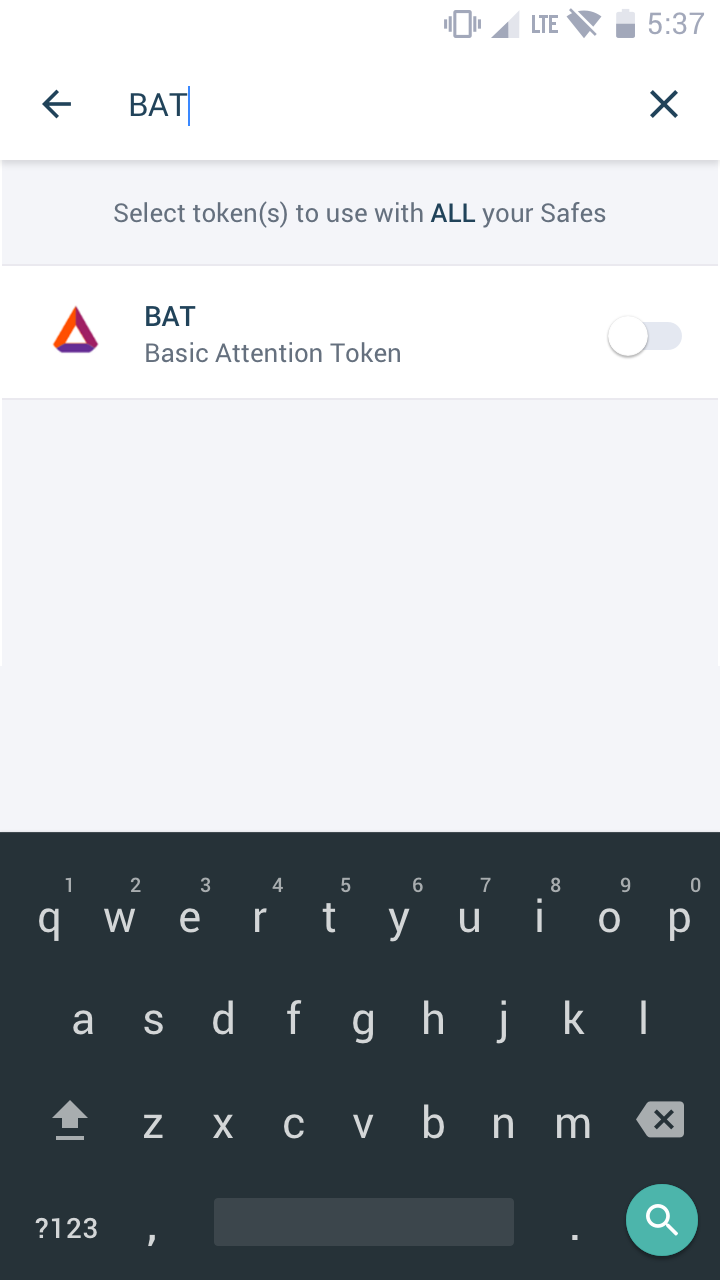 LTE 5:37
BAT
Select token(s) to use with ALL your Safes
BAT
Basic Attention Token
1 2 3 4 5 6 7 8 9 0
q w e r t y u i o p
a s d f g h j k l
z x c v b n m
?123 , .